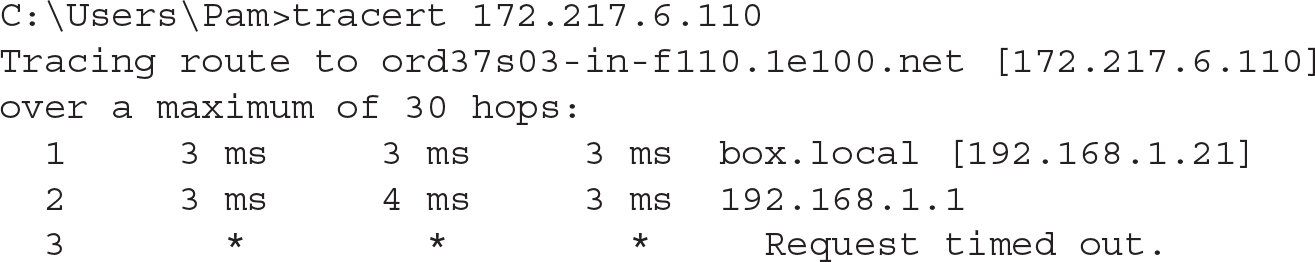 C:\Users\Pam>tracert 172.217.6.110
Tracing route to ord37s03-in-f110.1e100.net [172.217.6.110]
over a maximum of 30 hops:
1 3 ms 3 ms 3 ms box.local [192.168.1.21]
2 3 ms 4 ms 3 ms 192.168.1.1
3 * * * Request timed out.